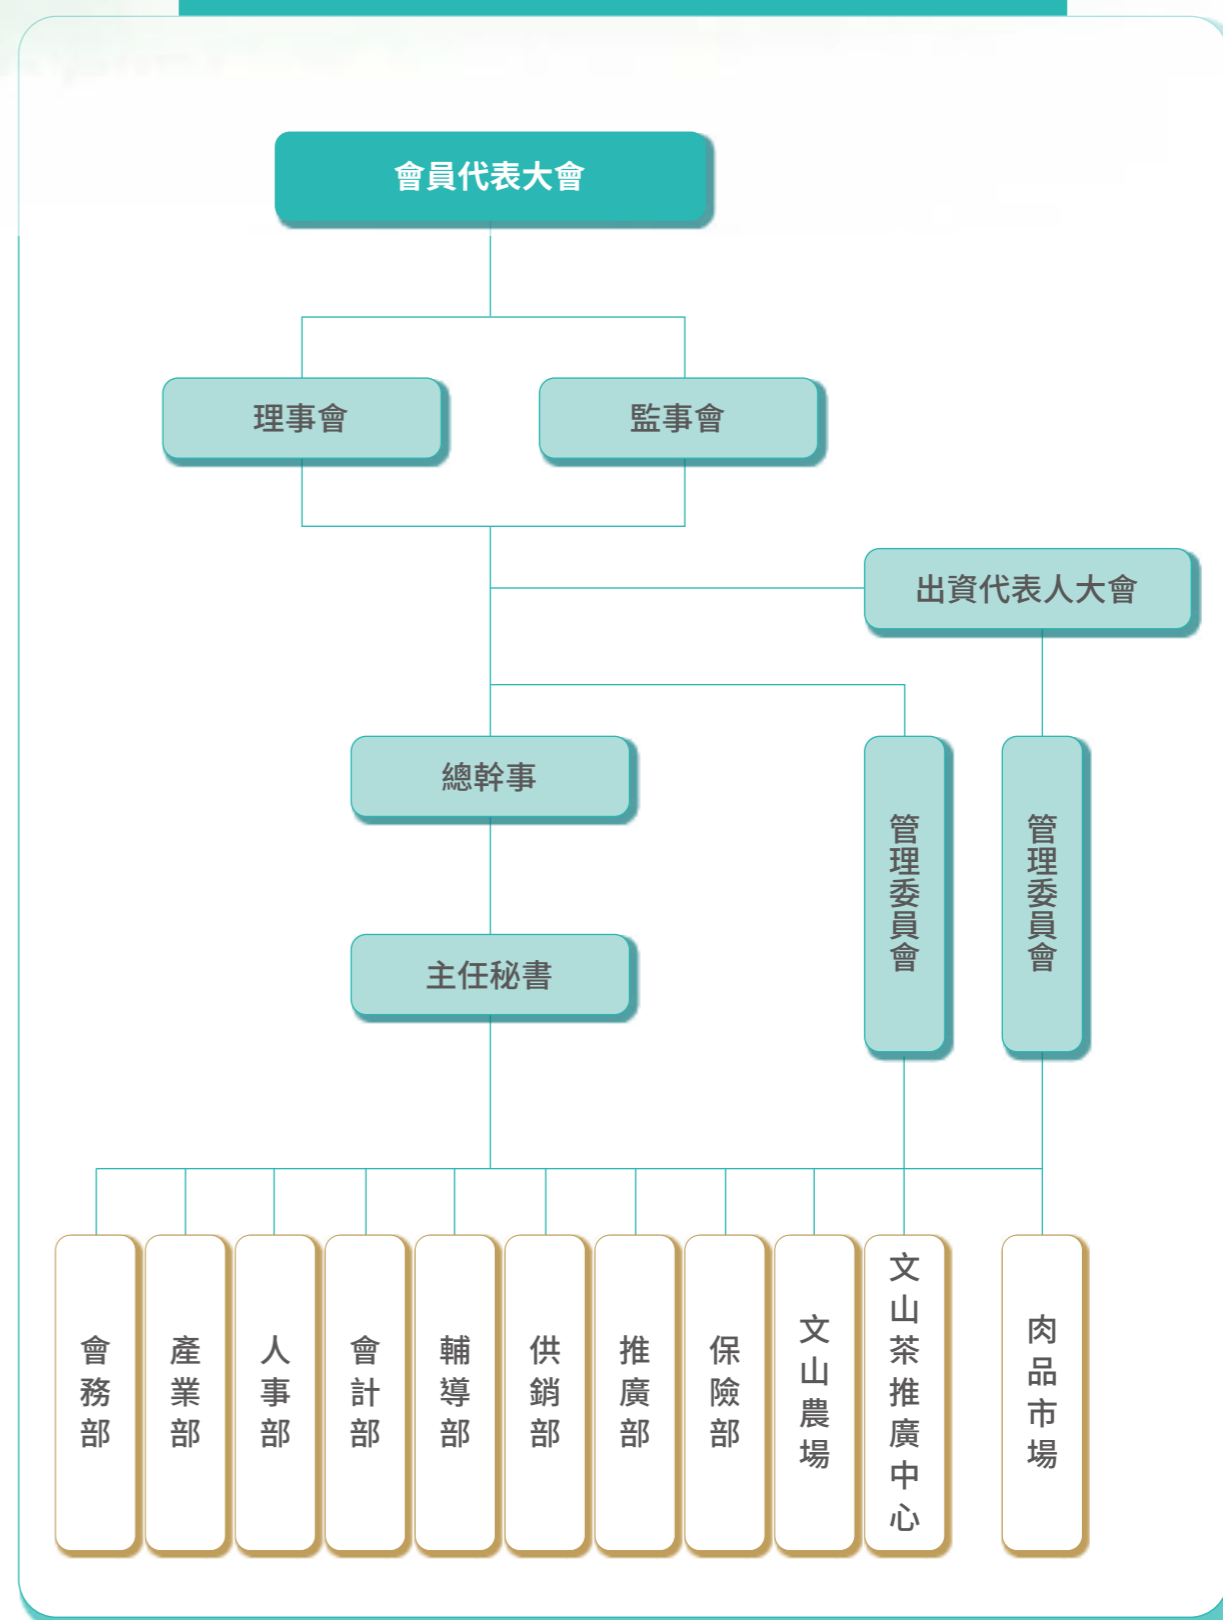 會員代表大會
理事會
監事會
出資代表人大會
總幹事
管理委員會
管理委員會
主任秘書
會務部
產業部
人事部
會計部
輔導部
供銷部
推廣部
保險部
文山農場
文山茶推廣中心
肉品市場